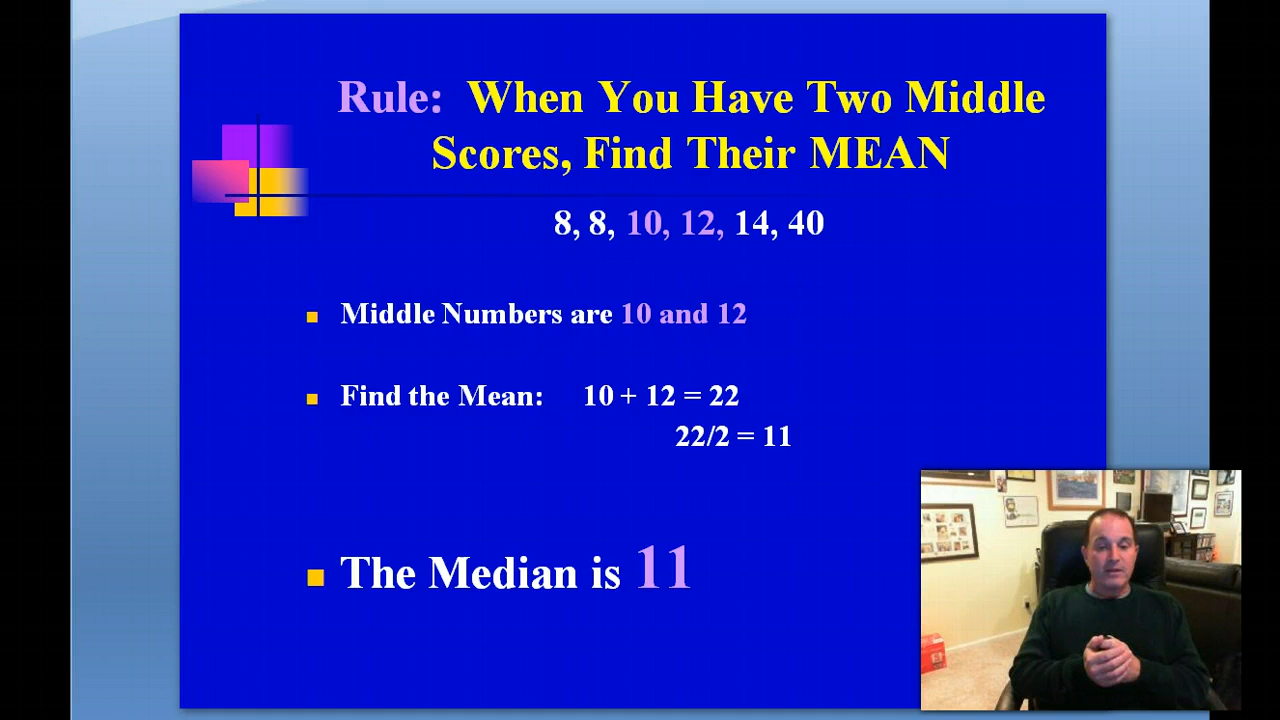 Rule: When You Have Two Middle
Scores, Find Their MEAN
8, 8, 10, 12, 14, 40
Middle Numbers are 10 and 12
Find the Mean: 10 + 12 = 22
22/2 = 11
The Median is 11